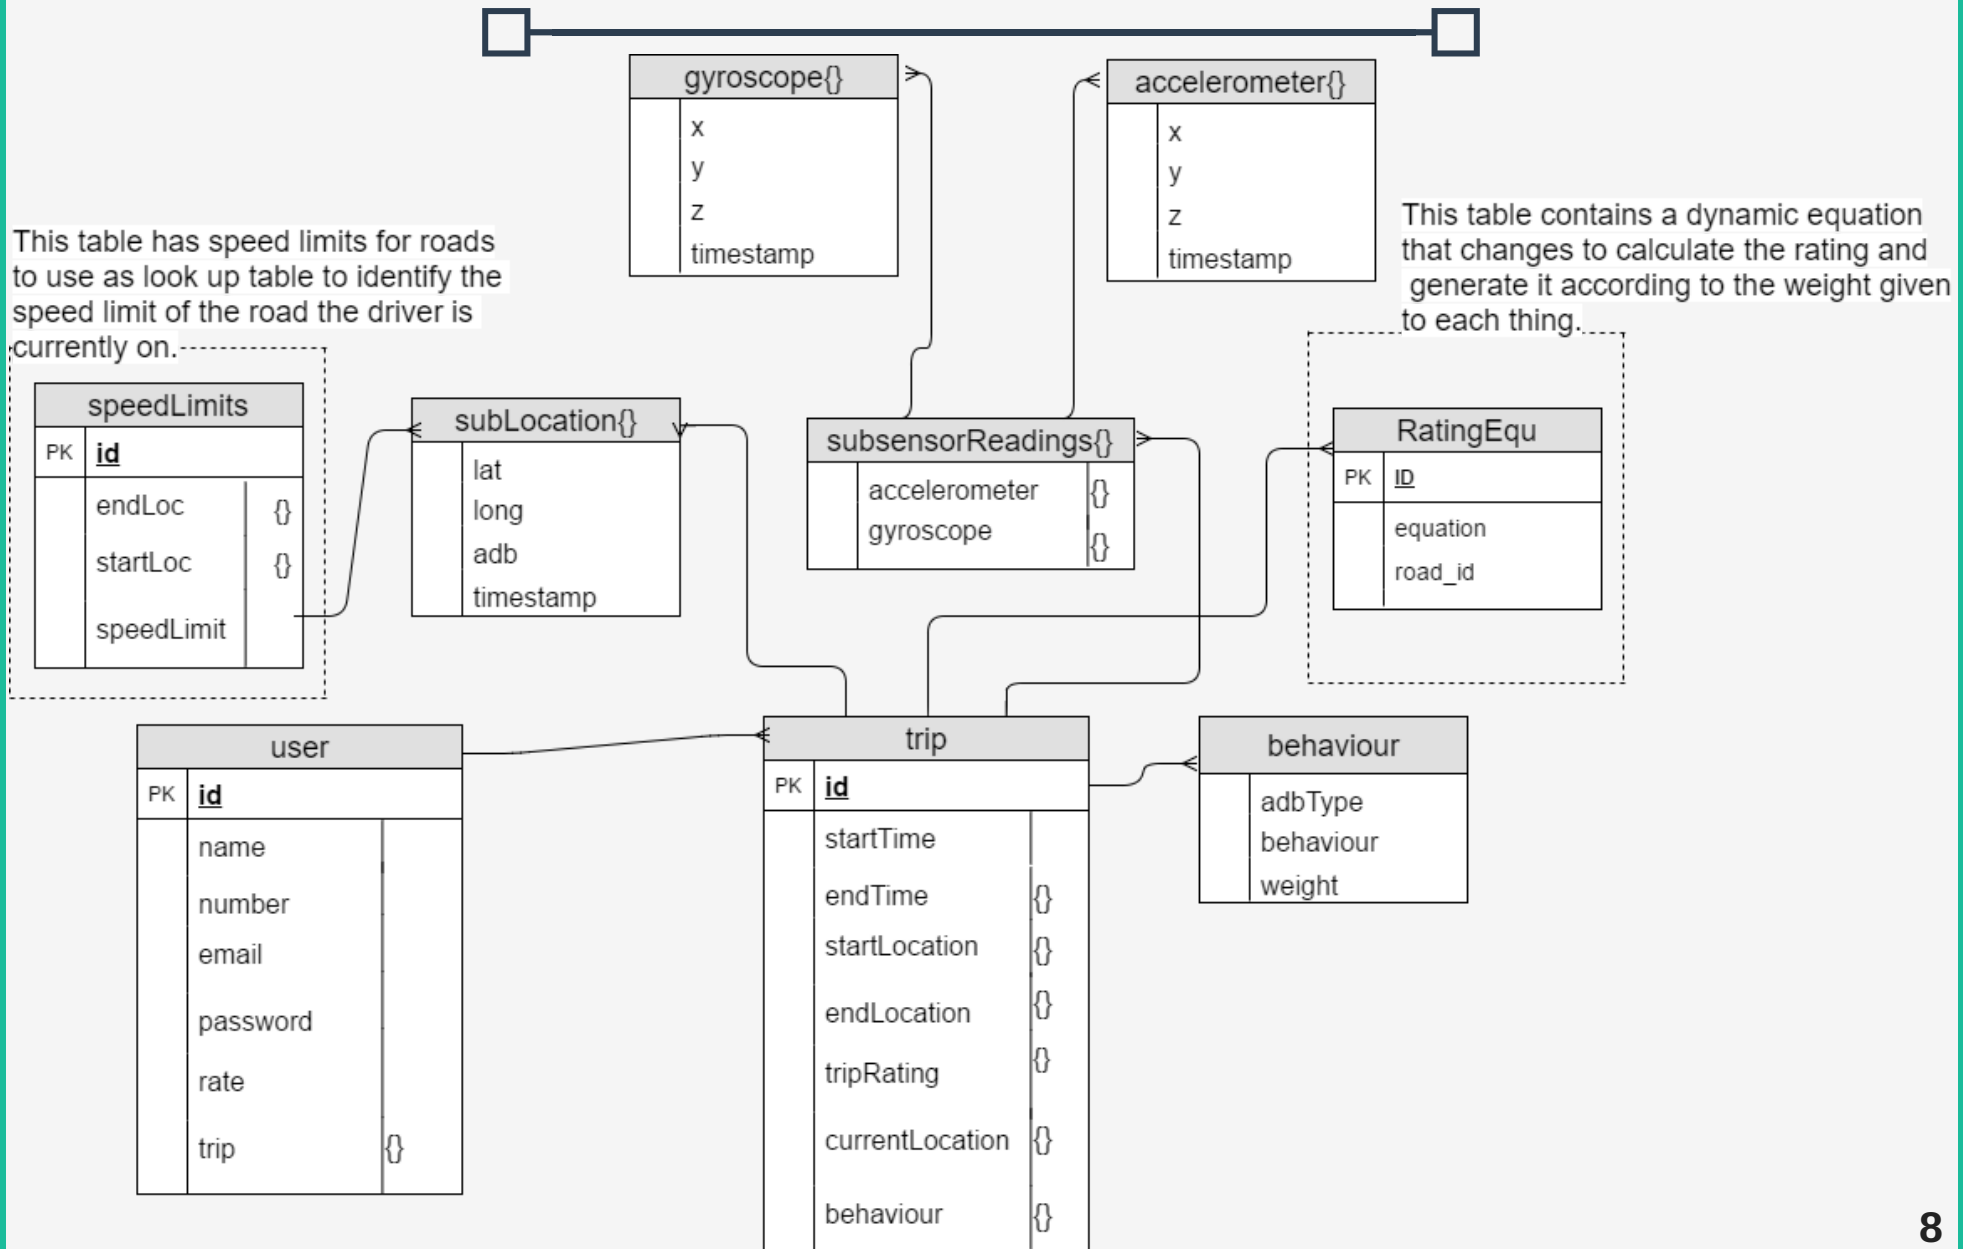 gyroscope{}
x
y
z
timestamp
accelerometer{}
x
y
z
timestamp
This table has speed limits for roads
to use as look up table to identify the
speed limit of the road the driver is
currently on.
This table contains a dynamic equation
that changes to calculate the rating and
generate it according to the weight given
to each thing.
speedLimits
PK id
endLoc {}
startLoc {}
speedLimit
subLocation{}
lat
long
adb
timestamp
subsensorReadings{}
accelerometer {}
gyroscope {}
RatingEqu
PK ID
equation
road_id
user
PK id
name
number
email
password
rate
trip {}
trip
PK id
startTime
endTime {}
startLocation {}
endLocation {}
tripRating {}
currentLocation {}
behaviour {}
behaviour
adbType
behaviour
weight
8